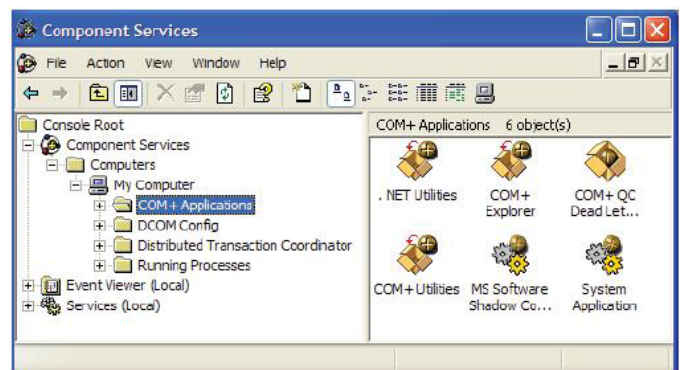 Component Services
File Action View Window Help
Console Root
Component Services
Computers
My Computer
COM+ Applications
DCOM Config
Distributed Transaction Coordinator
Running Processes
Event Viewer (Local)
Services (Local)
COM+ Applications 6 object(s)
. NET Utilities
COM+
Explorer
COM+ QC
Dead Let...
COM+ Utilities
MS Software
Shadow Co...
System
Application